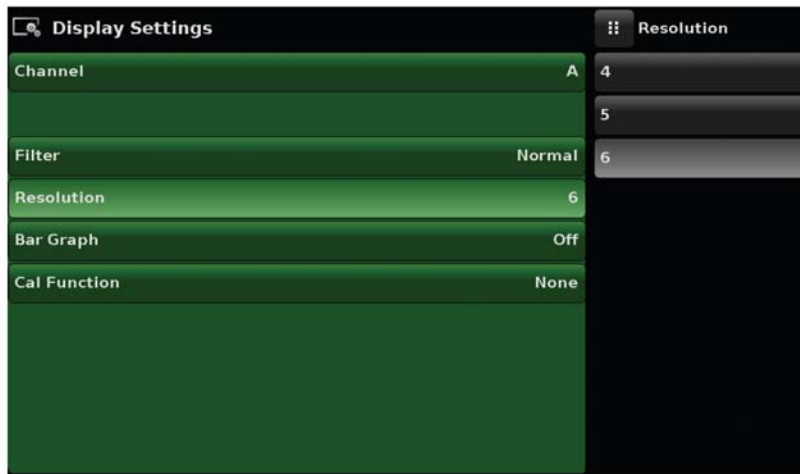 Display Settings
Channel A
Filter Normal
Resolution 6
Bar Graph Off
Cal Function None
Resolution
4
5
6